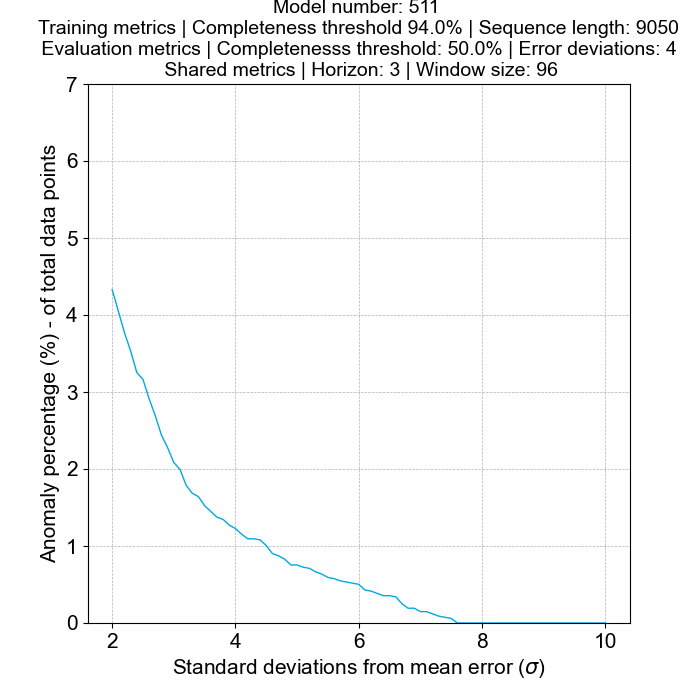 Model number: 511
Training metrics | Completeness threshold 94.0% | Sequence length: 9050
Evaluation metrics | Completenesss threshold: 50.0% | Error deviations: 4
Shared metrics | Horizon: 3 | Window size: 96
Anomaly percentage (%) - of total data points
7
6
5
4
3
2
1
0
2 4 6 8 10
Standard deviations from mean error (σ)